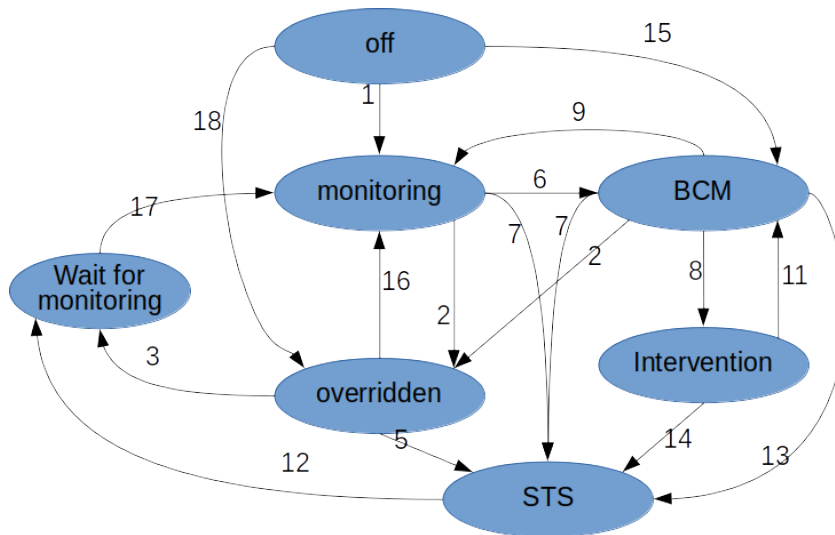 off
15
1
18
9
monitoring
6
BCM
17
7
7
2
Wait for
monitoring
16
8
11
2
3
overridden
Intervention
5
14
12
13
STS